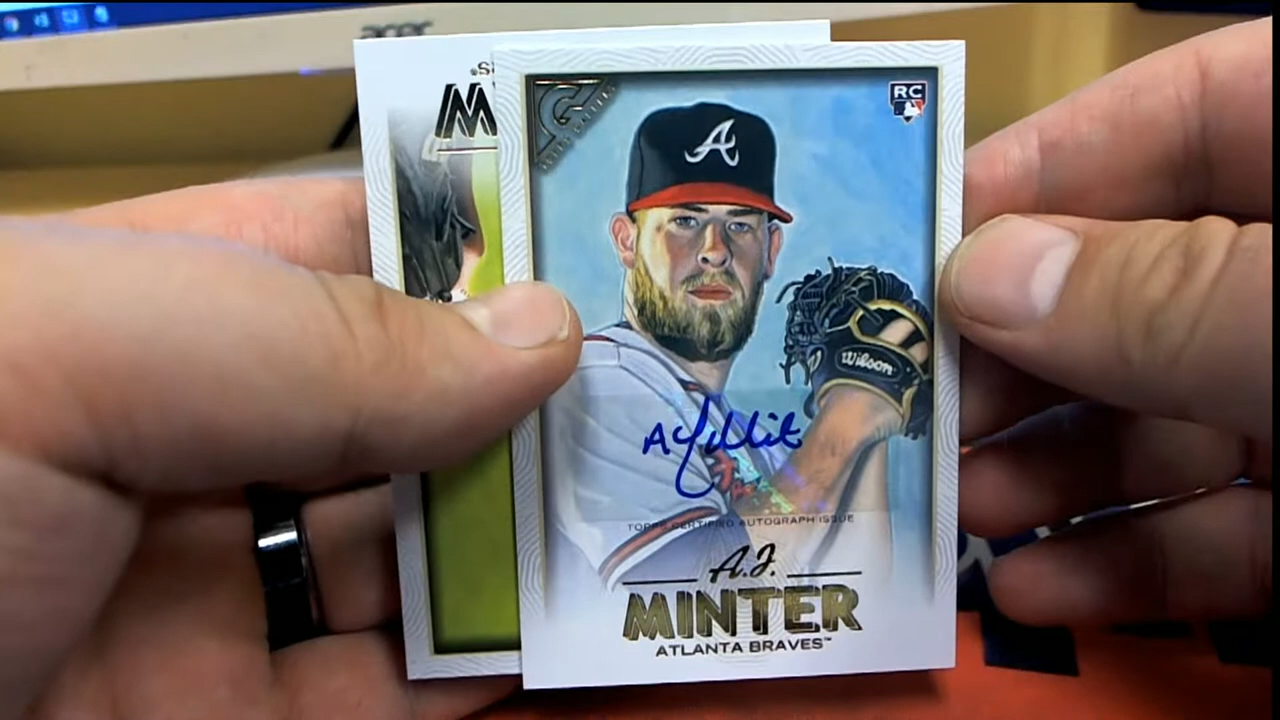 acer
RC
A
Wilson
TOPPS CERTIFIED AUTOGRAPH ISSUE
A.J.
MINTER
ATLANTA BRAVES™